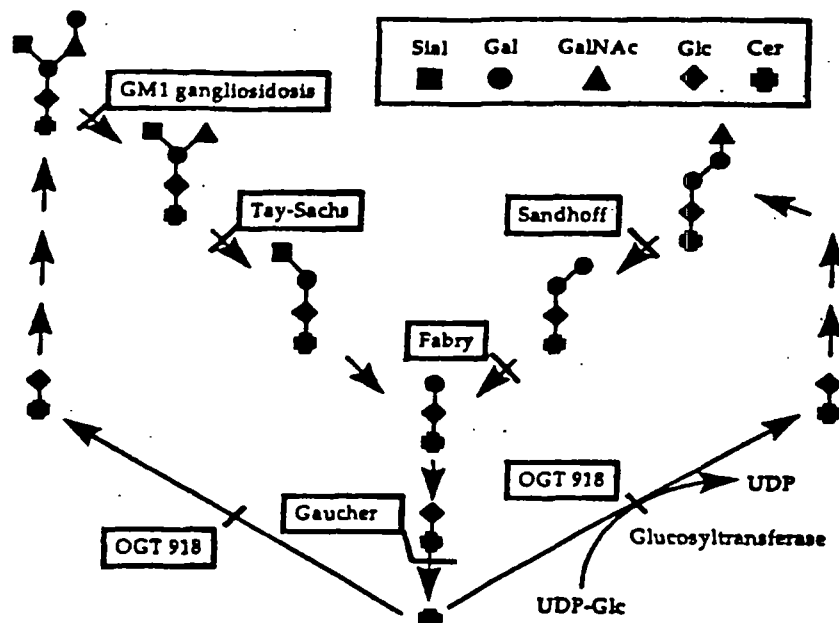 Sial Gal GalNAc Glc Cer
GM1 gangliosidosis
Tay-Sachs
Sandhoff
Fabry
OGT 918
UDP
Gaucher
Glucosyltransferase
OGT 918
UDP-Glc